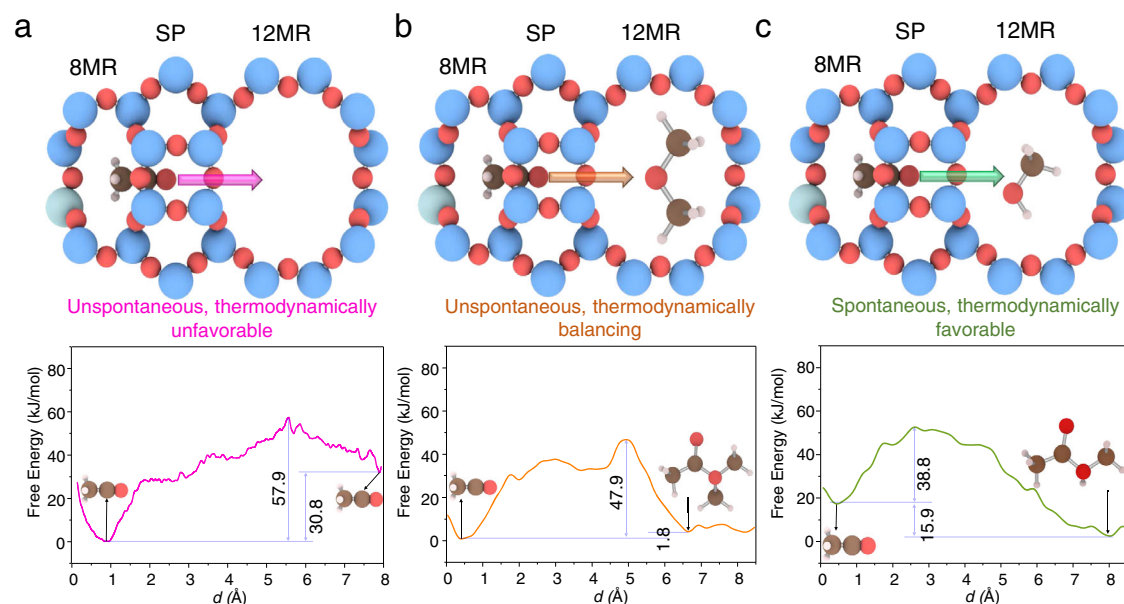 a
SP
12MR
8MR
Unspontaneous, thermodynamically
unfavorable
Free Energy (kJ/mol)
80
60
40
20
0
57.9
30.8
0 1 2 3 4 5 6 7 8
d (Å)
b
SP
12MR
8MR
Unspontaneous, thermodynamically
balancing
Free Energy (kJ/mol)
80
60
40
20
0
47.9
1.8
0 1 2 3 4 5 6 7 8
d (Å)
c
SP
12MR
8MR
Spontaneous, thermodynamically
favorable
Free Energy (kJ/mol)
80
60
40
20
0
38.8
15.9
0 1 2 3 4 5 6 7 8
d (Å)